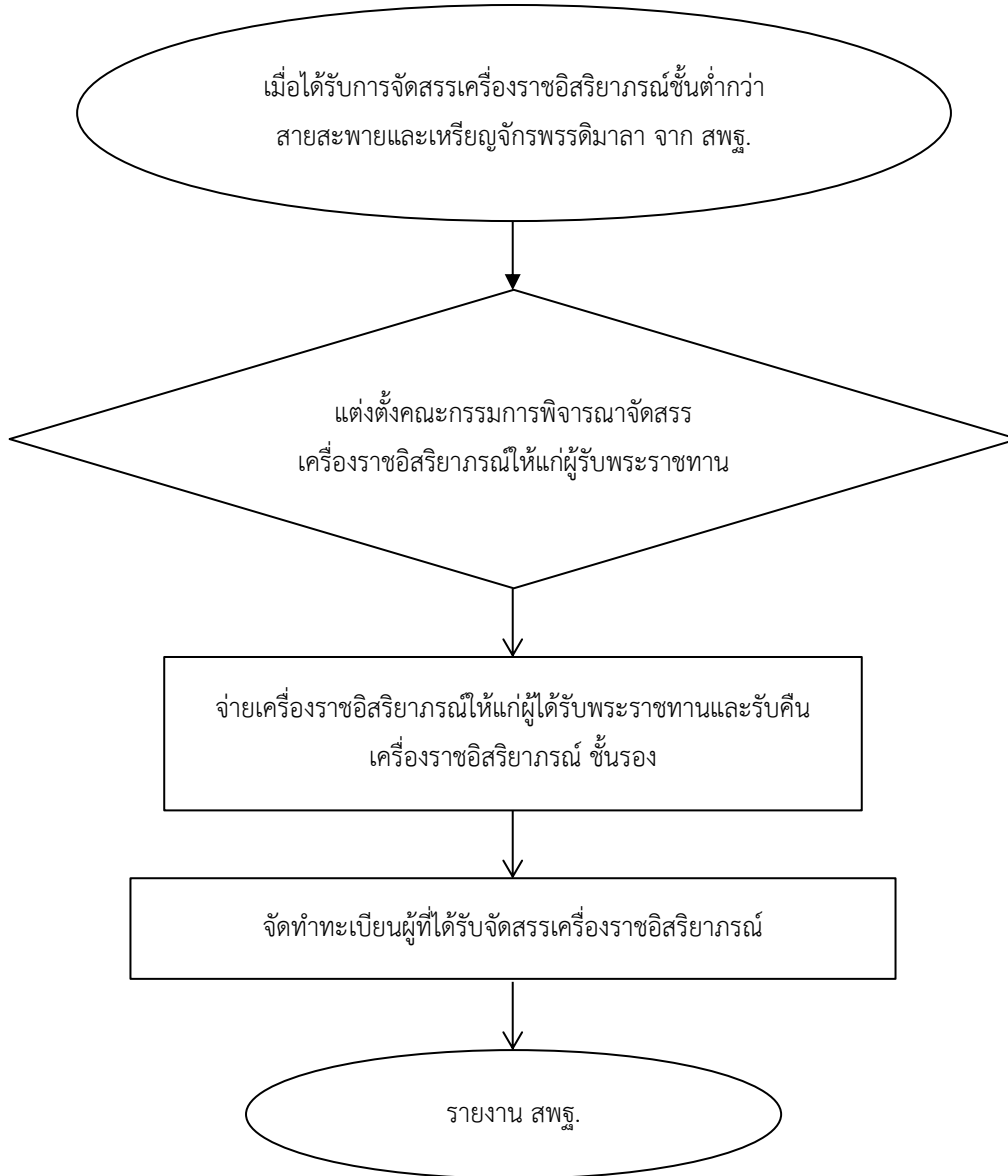 เมื่อได้รับการจัดสรรเครื่องราชอิสริยาภรณ์ชั้นต่ำกว่า
สายสะพายและเหรียญจักรพรรดิมาลา จาก สพฐ.
แต่งตั้งคณะกรรมการพิจารณาจัดสรร
เครื่องราชอิสริยาภรณ์ให้แก่ผู้รับพระราชทาน
จ่ายเครื่องราชอิสริยาภรณ์ให้แก่ผู้ได้รับพระราชทานและรับคืน
เครื่องราชอิสริยาภรณ์ ชั้นรอง
จัดทำทะเบียนผู้ที่ได้รับจัดสรรเครื่องราชอิสริยาภรณ์
รายงาน สพฐ.